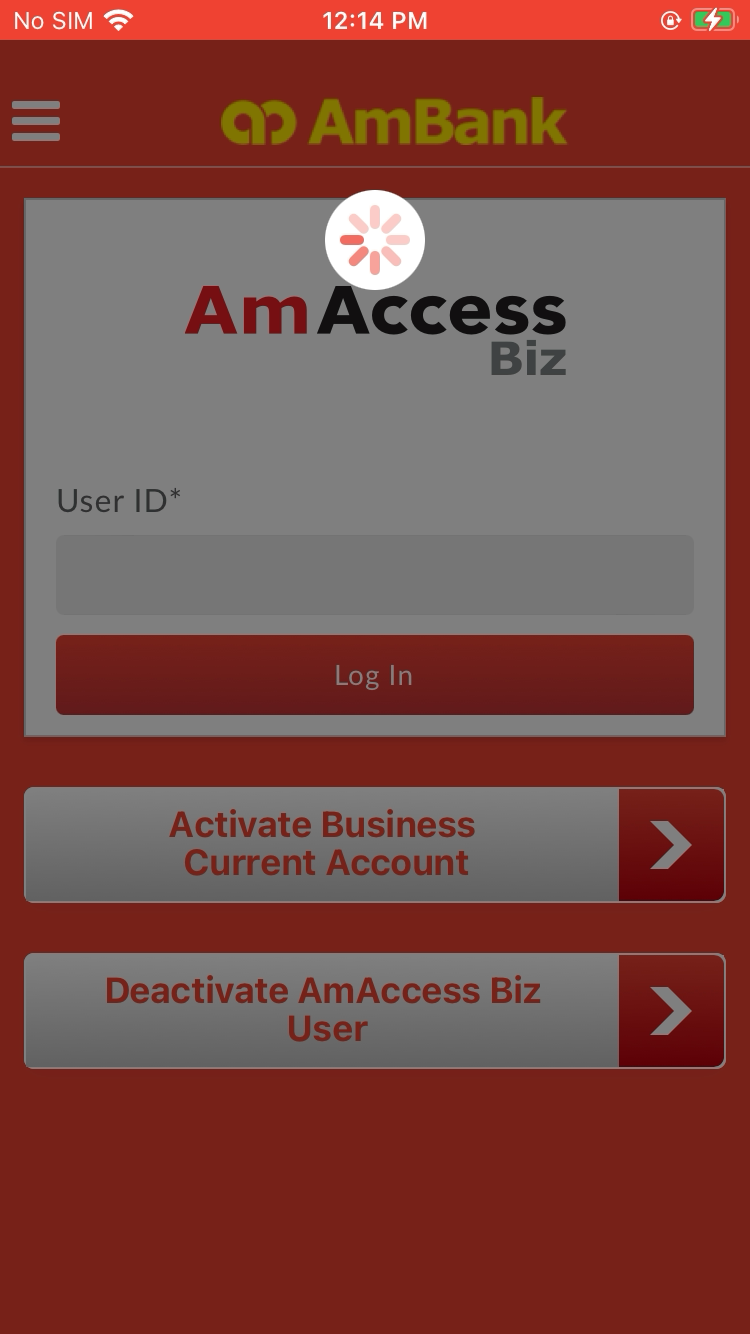 No SIM 12:14 PM
AmBank
AmAccess
Biz
User ID*
Log In
Activate Business
Current Account
Deactivate AmAccess Biz
User